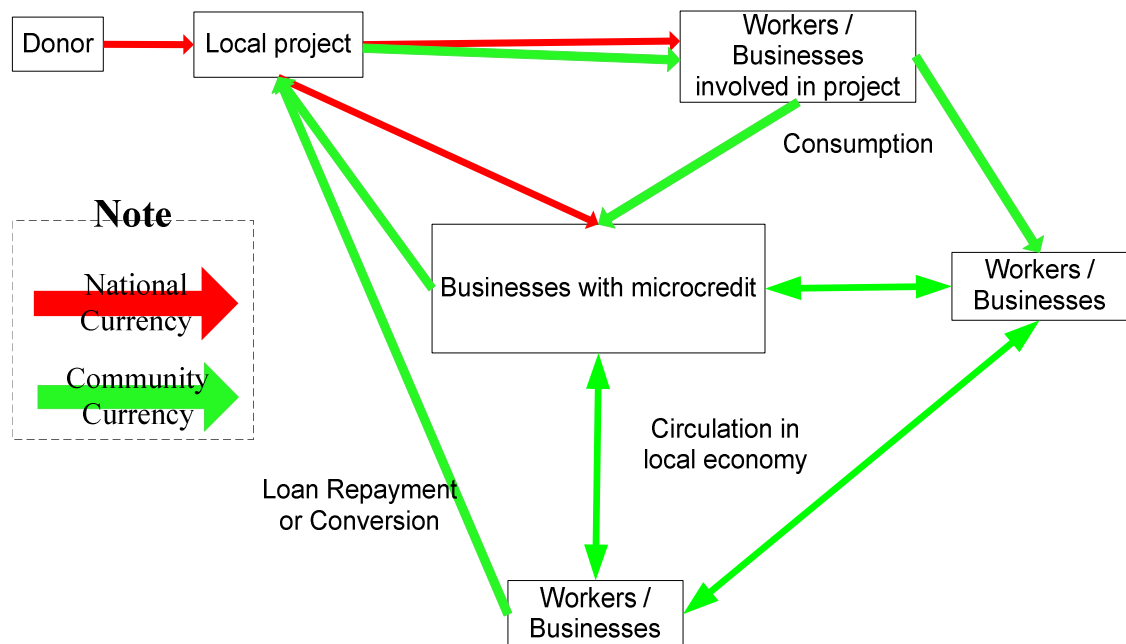 Donor
Local project
Workers /
Businesses
involved in project
Consumption
Note
National
Currency
Community
Currency
Businesses with microcredit
Workers /
Businesses
Circulation in
local economy
Loan Repayment
or Conversion
Workers /
Businesses